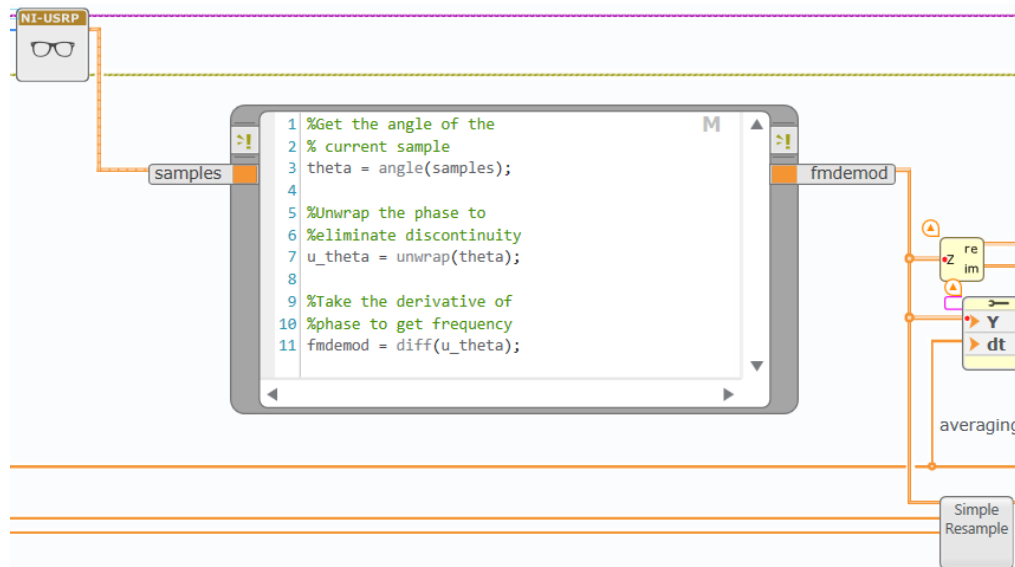 NI-USRP
1 %Get the angle of the
2 % current sample
3 theta = angle(samples);
4
5 %Unwrap the phase to
6 %eliminate discontinuity
7 u_theta = unwrap(theta);
8
9 %Take the derivative of
10 %phase to get frequency
11 fmdemod = diff(u_theta);
M
samples
fmdemod
Z re
im
Y
dt
averaging
Simple
Resample